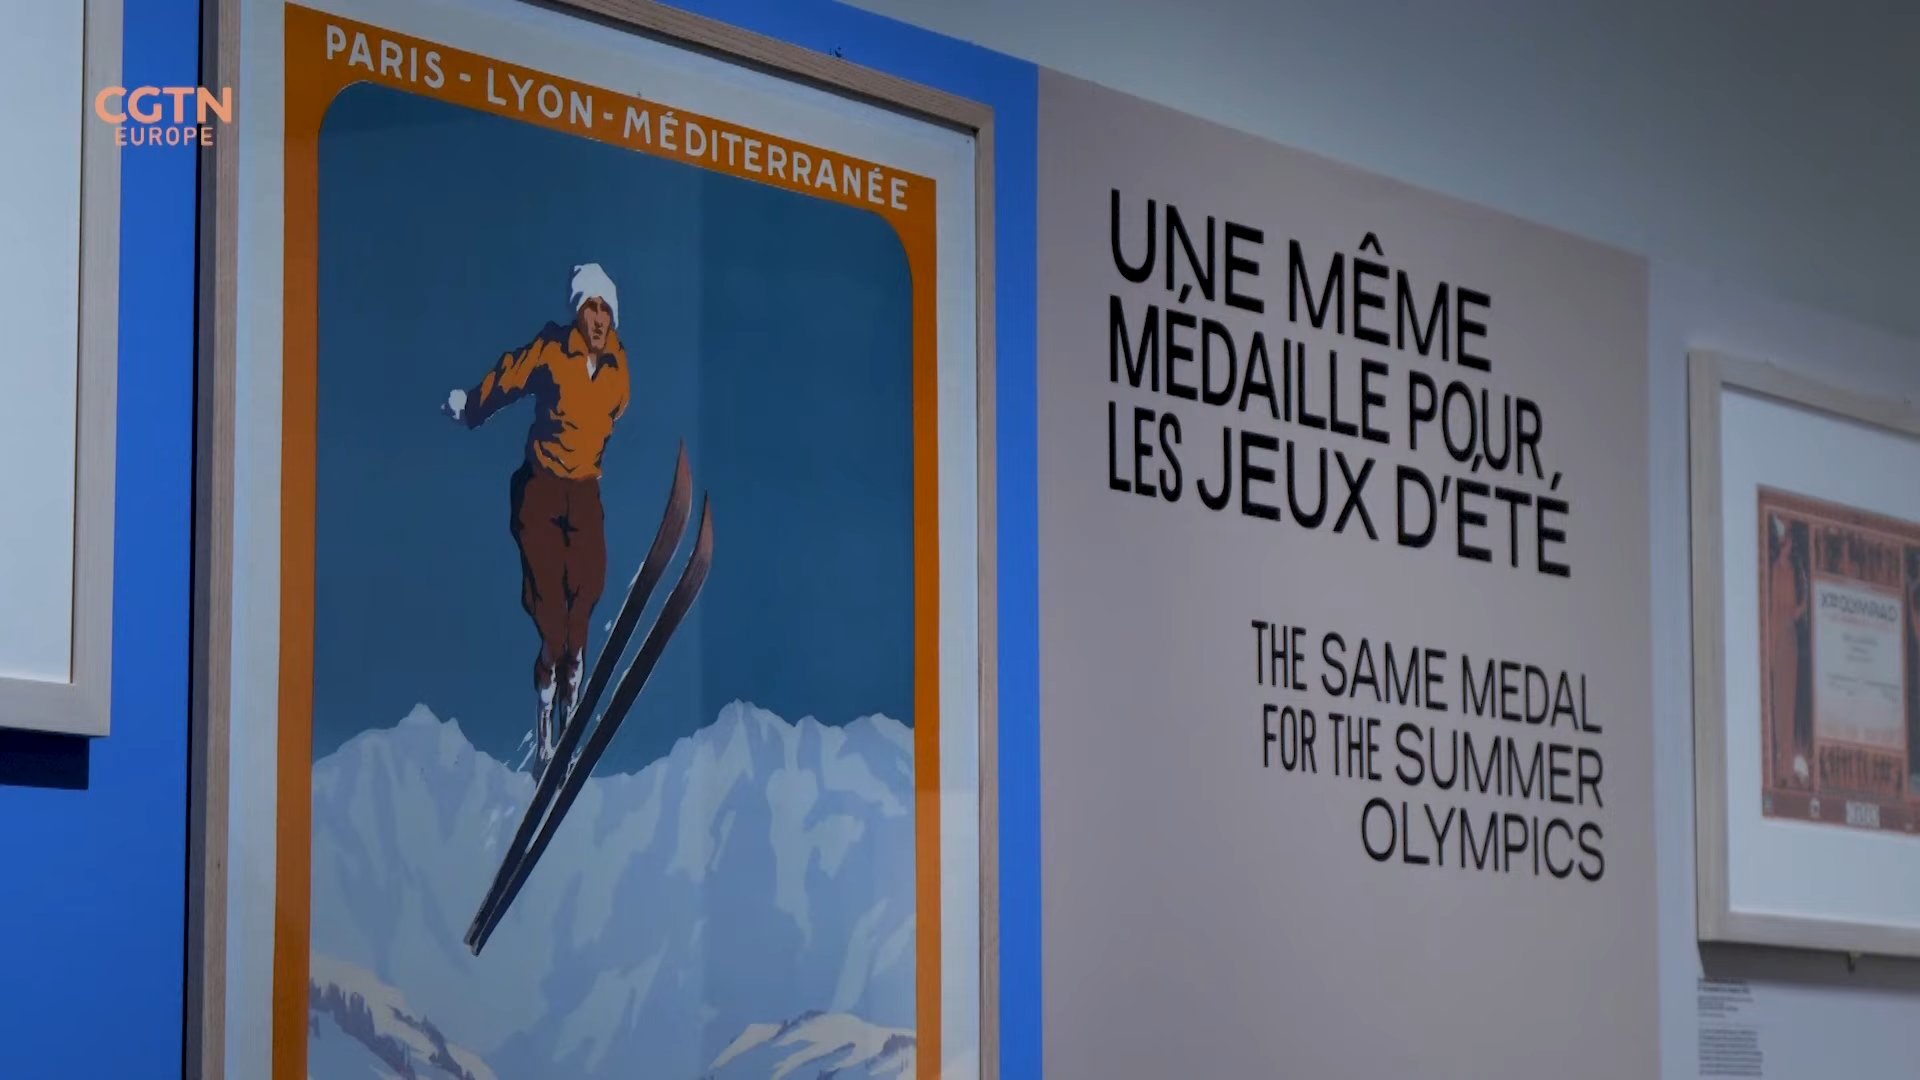 CGTN
EUROPE
PARIS - LYON - MÉDITERRANÉE
UNE MÊME
MÉDAILLE POUR
LES JEUX D'ÉTÉ
THE SAME MEDAL
FOR THE SUMMER
OLYMPICS